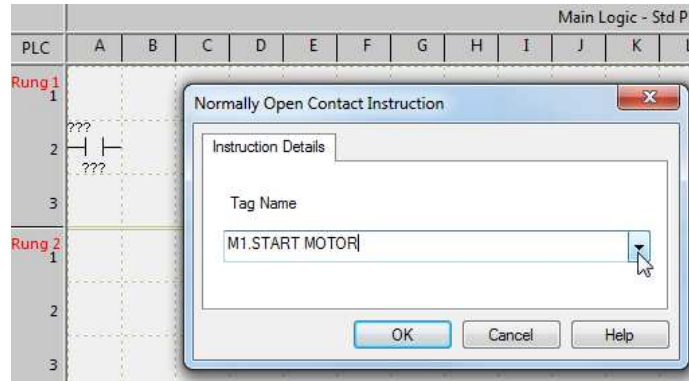 Main Logic - Std P
PLC A B C D E F G H I J K
Rung 1
1
???
2
???
3
Rung 2
1
2
3
Normally Open Contact Instruction
Instruction Details
Tag Name
M1.START MOTOR
OK Cancel Help